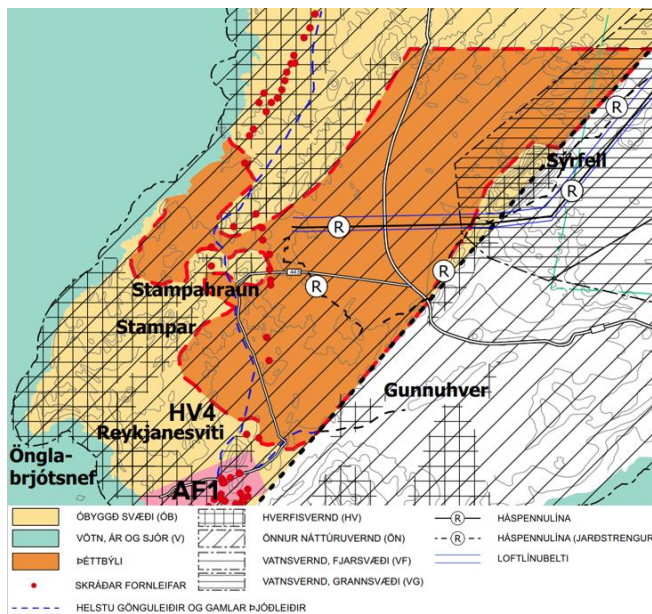 R
R
Sýrfell
R
R
443
R
Stampahraun
Stampar
Gunnuhver
HV4
Reykjanesviti
Öngla-
brjótsnef
AF1
ÓBYGGÐ SVÆÐI (ÓB)
VÖTN, ÁR OG SJÓR (V)
ÞÉTTBÝLI
SKRÁÐAR FORNLEIFAR
HELSTU GÖNGULEIÐIR OG GAMLAR ÞJÓÐLEIÐIR
HVERFISVERND (HV)
ÖNNUR NÁTTÚRUVERND (ÖN)
VATNSVERND, FJARSVÆÐI (VF)
VATNSVERND, GRANNSVÆÐI (VG)
R HÁSPENNULÍNA
R HÁSPENNULÍNA (JARÐSTRENGUR
LOFTLÍNUBELTI